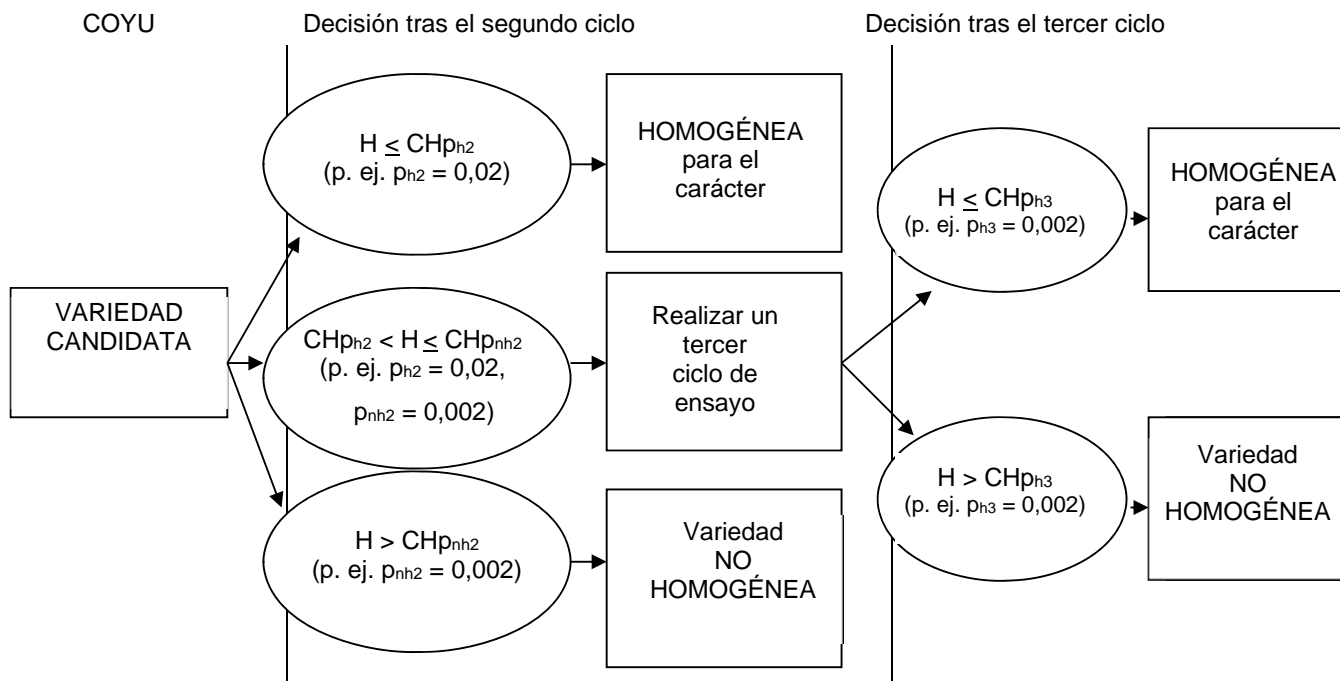 COYU
Decisión tras el segundo ciclo
Decisión tras el tercer ciclo
VARIEDAD
CANDIDATA
H ≤ CHph2
(p. ej. ph2 = 0,02)
HOMOGÉNEA
para el
carácter
CHph2 < H ≤ CHpnh2
(p. ej. ph2 = 0,02,
pnh2 = 0,002)
Realizar un
tercer
ciclo de
ensayo
H > CHpnh2
(p. ej. pnh2 = 0,002)
Variedad
NO
HOMOGÉNEA
H ≤ CHph3
(p. ej. ph3 = 0,002)
HOMOGÉNEA
para el
carácter
H > CHph3
(p. ej. ph3 = 0,002)
Variedad
NO
HOMOGÉNEA